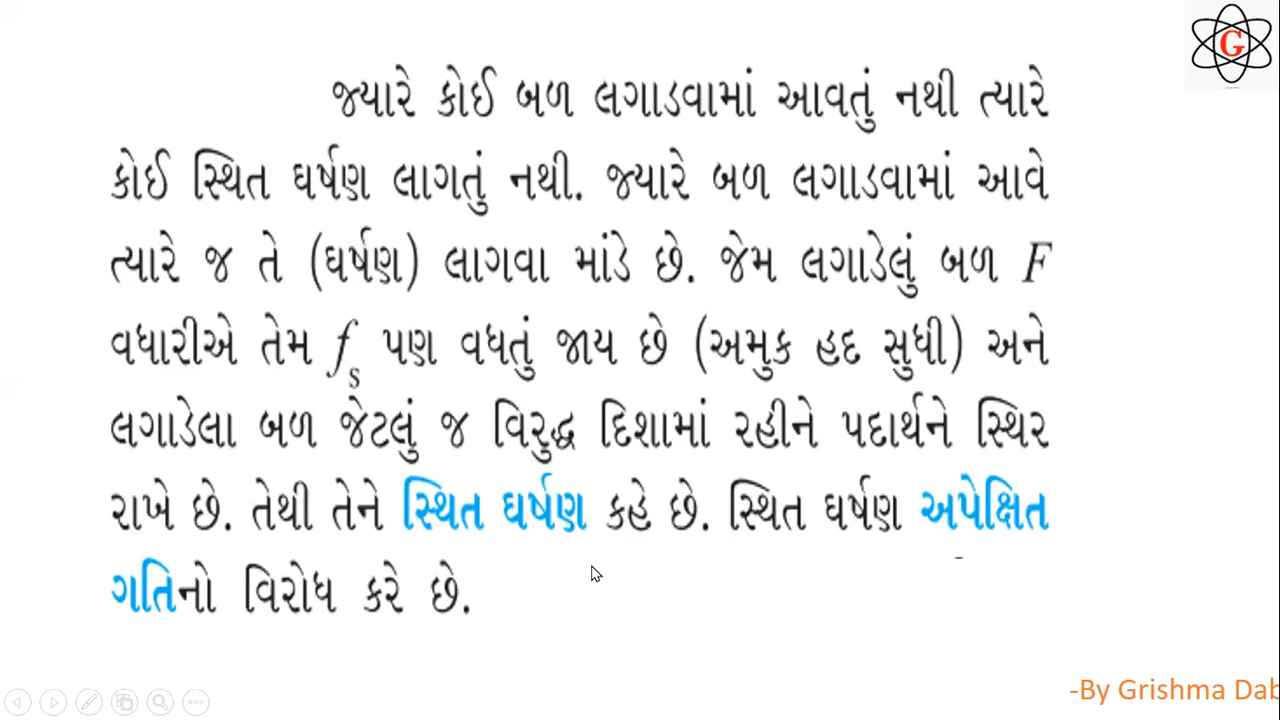 G
જ્યારે કોઈ બળ લગાડવામાં આવતું નથી ત્યારે
કોઈ સ્થિત ઘર્ષણ લાગતું નથી. જ્યારે બળ લગાડવામાં આવે
ત્યારે જ તે (ઘર્ષણ) લાગવા માંડે છે. જેમ લગાડેલું બળ F
વધારીએ તેમ fs પણ વધતું જાય છે (અમુક હદ સુધી) અને
લગાડેલા બળ જેટલું જ વિરુદ્ધ દિશામાં રહીને પદાર્થને સ્થિર
રાખે છે. તેથી તેને સ્થિત ઘર્ષણ કહે છે. સ્થિત ઘર્ષણ અપેક્ષિત
ગતિનો વિરોધ કરે છે.
-By Grishma Dab